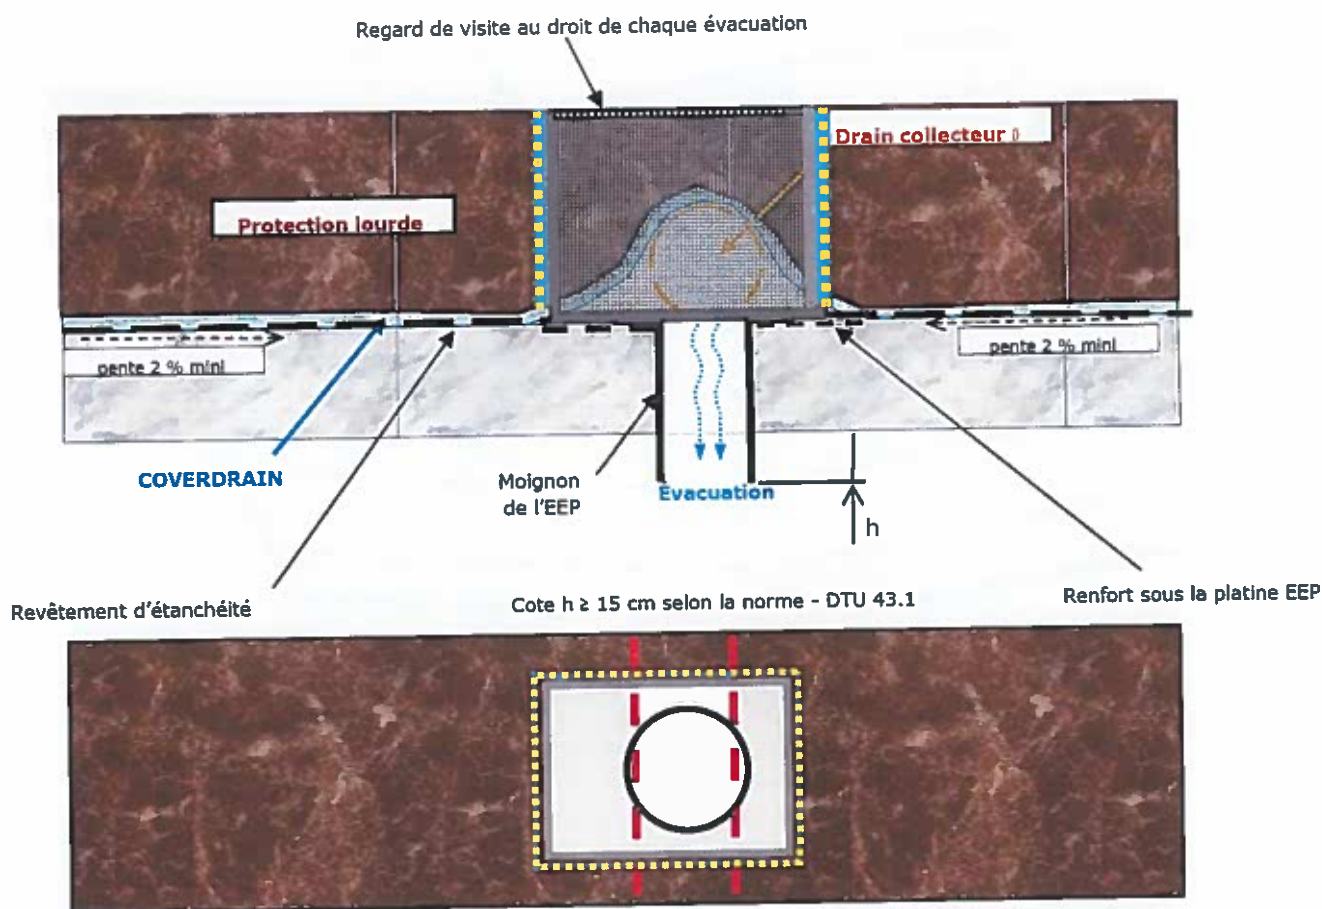 Regard de visite au droit de chaque évacuation
Drain collecteur
Protection lourde
pente 2 % mini
pente 2 % mini
COVERDRAIN
Moignon
de l'EEP
Evacuation
h
Revêtement d'étanchéité
Cote h ≥ 15 cm selon la norme - DTU 43.1
Renfort sous la platine EEP